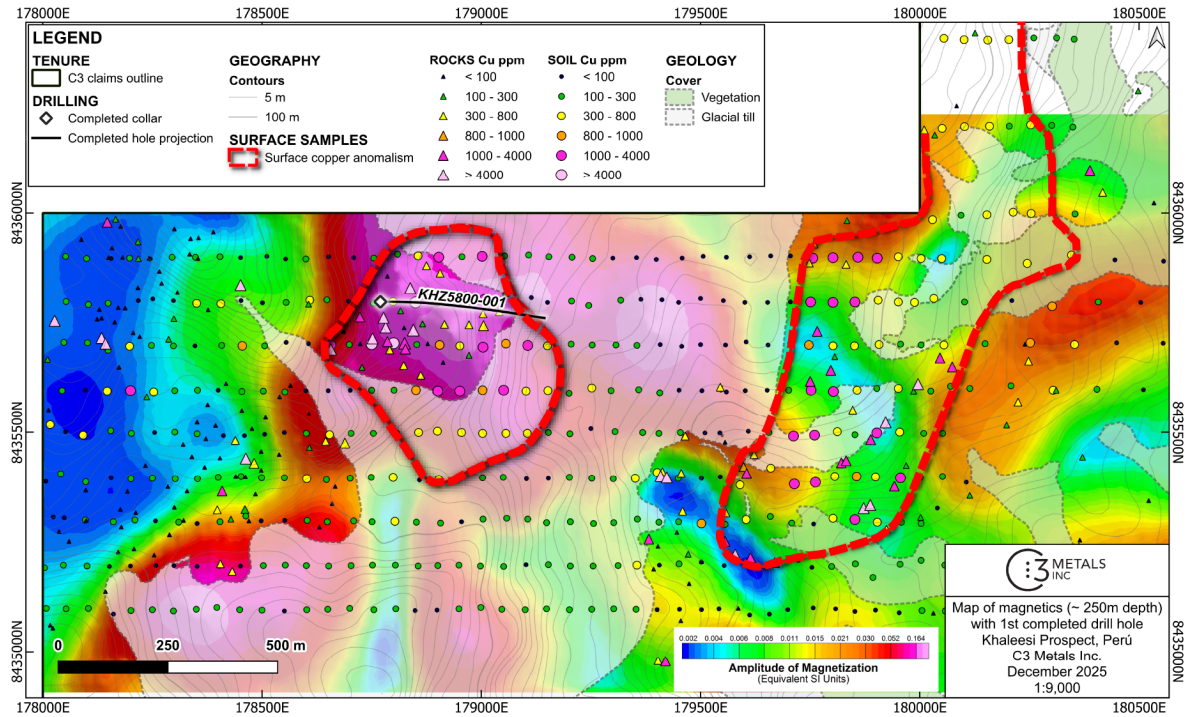 178000E 178500E 179000E 179500E 180000E 180500E
LEGEND
TENURE
C3 claims outline
DRILLING
Completed collar
Completed hole projection
GEOGRAPHY
Contours
5 m
100 m
SURFACE SAMPLES
Surface copper anomalism
ROCKS Cu ppm
< 100
100 - 300
300 - 800
800 - 1000
1000 - 4000
> 4000
SOIL Cu ppm
< 100
100 - 300
300 - 800
800 - 1000
1000 - 4000
> 4000
GEOLOGY
Cover
Vegetation
Glacial till
8436000N 8436000N
KHZ5800-001
8435500N 8435500N
8435000N 8435000N
0 250 500 m
0.002 0.004 0.006 0.008 0.011 0.015 0.021 0.030 0.052 0.164
Amplitude of Magnetization
(Equivalent SI Units)
C3 METALS
INC
Map of magnetics (~ 250m depth)
with 1st completed drill hole
Khaleesi Prospect, Perú
C3 Metals Inc.
December 2025
1:9,000
178000E 178500E 179000E 179500E 180000E 180500E